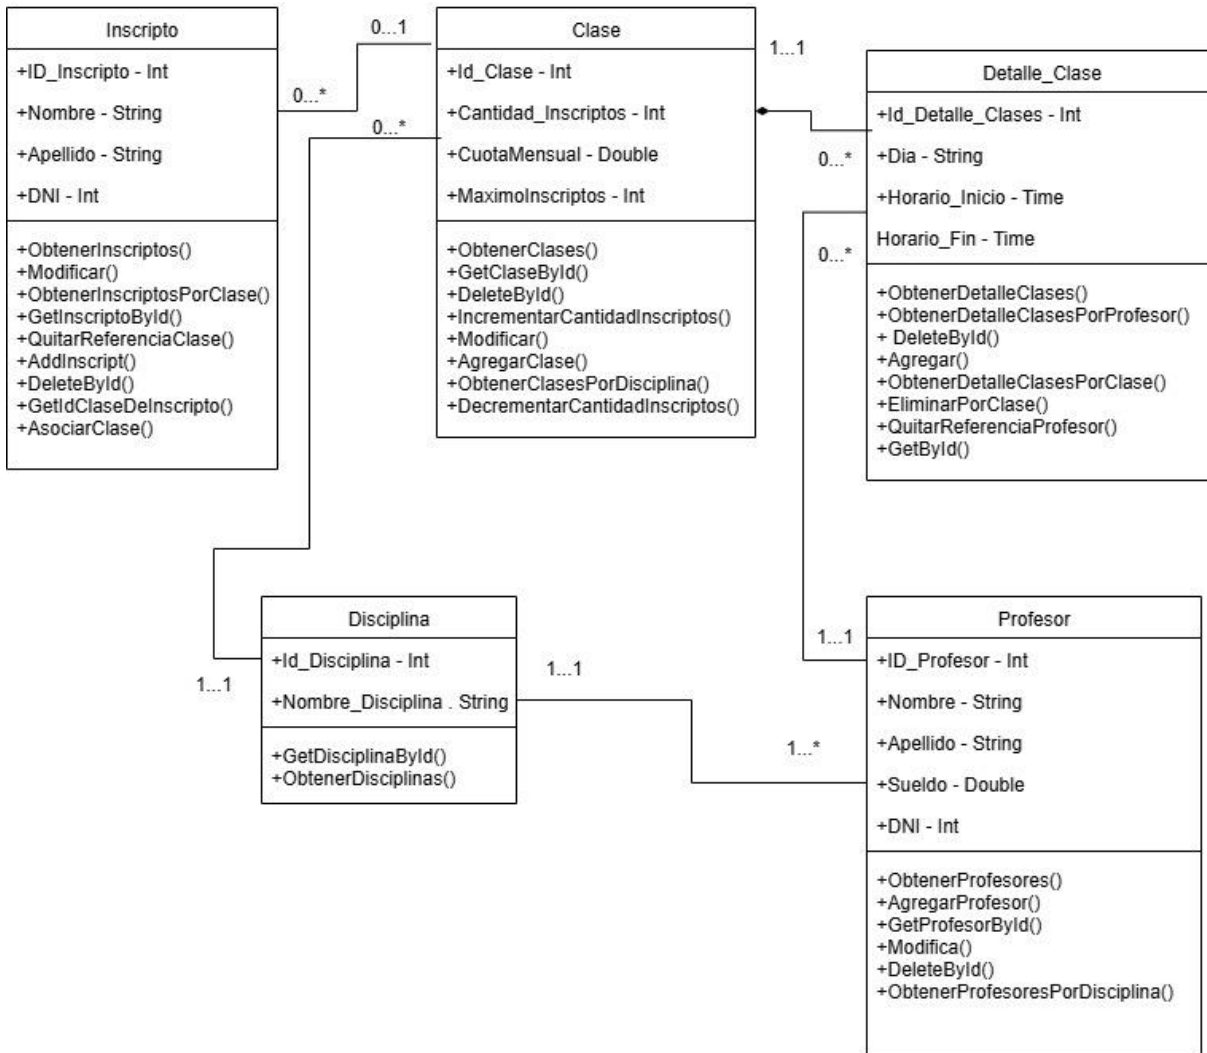 Inscripto
+ID_Inscripto - Int
+Nombre - String
+Apellido - String
+DNI - Int
+ObtenerInscriptos()
+Modificar()
+ObtenerInscriptosPorClase()
+GetInscriptoById()
+QuitarReferenciaClase()
+AddInscript()
+DeleteById()
+GetIdClaseDeInscripto()
+AsociarClase()
0...1
0...*
0...*
Clase
+Id_Clase - Int
+Cantidad_Inscriptos - Int
+CuotaMensual - Double
+MaximoInscriptos - Int
+ObtenerClases()
+GetClaseById()
+DeleteById()
+IncrementarCantidadInscriptos()
+Modificar()
+AgregarClase()
+ObtenerClasesPorDisciplina()
+DecrementarCantidadInscriptos()
1...1
0...*
0...*
Detalle_Clase
+Id_Detalle_Clases - Int
+Dia - String
+Horario_Inicio - Time
Horario_Fin - Time
+ObtenerDetalleClases()
+ObtenerDetalleClasesPorProfesor()
+ DeleteById()
+Agregar()
+ObtenerDetalleClasesPorClase()
+EliminarPorClase()
+QuitarReferenciaProfesor()
+GetById()
Disciplina
+Id_Disciplina - Int
+Nombre_Disciplina . String
+GetDisciplinaById()
+ObtenerDisciplinas()
1...1
1...1
1...*
1...1
Profesor
+ID_Profesor - Int
+Nombre - String
+Apellido - String
+Sueldo - Double
+DNI - Int
+ObtenerProfesores()
+AgregarProfesor()
+GetProfesorById()
+Modifica()
+DeleteById()
+ObtenerProfesoresPorDisciplina()